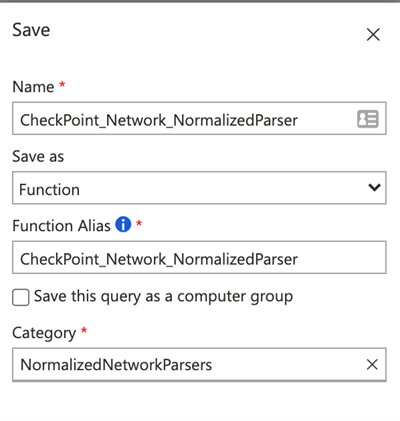 Save
Name *
CheckPoint_Network_NormalizedParser
Save as
Function
Function Alias i *
CheckPoint_Network_NormalizedParser
Save this query as a computer group
Category *
NormalizedNetworkParsers